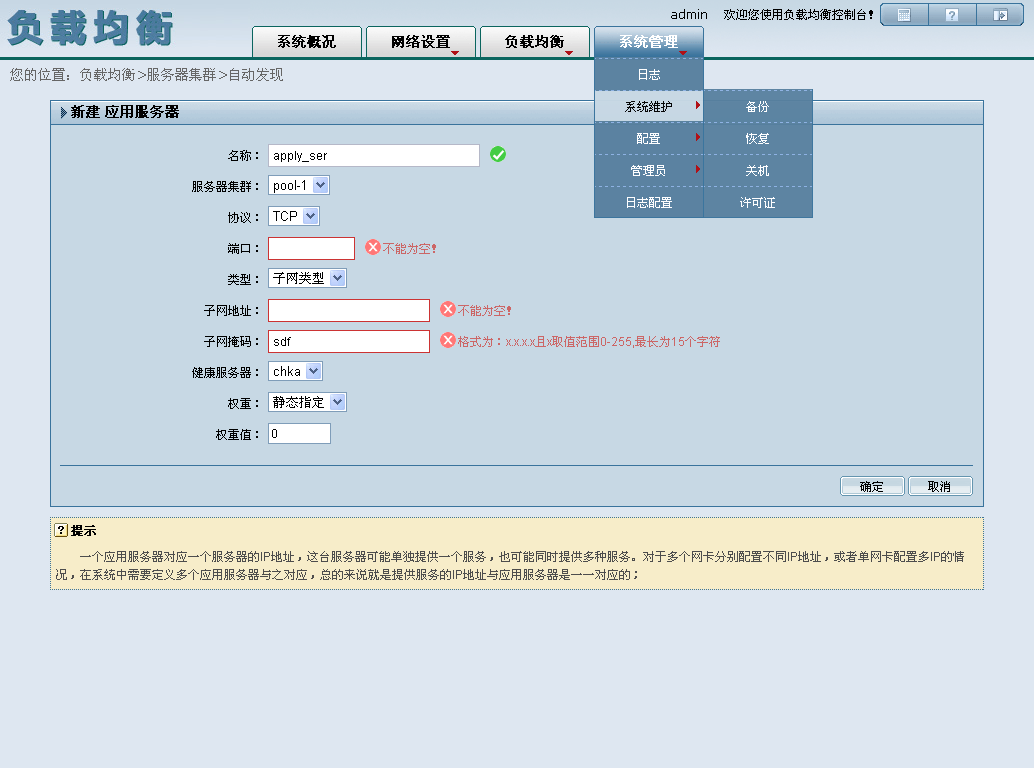 负载均衡
admin 欢迎您使用负载均衡控制台!
系统概况 网络设置 负载均衡 系统管理
您的位置：负载均衡>服务器集群>自动发现
日志
系统维护 备份
配置 恢复
管理员 关机
日志配置 许可证
新建 应用服务器
名称： apply_ser
服务器集群： pool-1
协议： TCP
端口： 不能为空!
类型： 子网类型
子网地址： 不能为空!
子网掩码： sdf 格式为：x.x.x.x且x取值范围0-255,最长为15个字符
健康服务器： chka
权重： 静态指定
权重值： 0
确定 取消
? 提示
一个应用服务器对应一个服务器的IP地址，这台服务器可能单独提供一个服务，也可能同时提供多种服务。对于多个网卡分别配置不同IP地址，或者单网卡配置多IP的情
况，在系统中需要定义多个应用服务器与之对应，总的来说就是提供服务的IP地址与应用服务器是一一对应的；